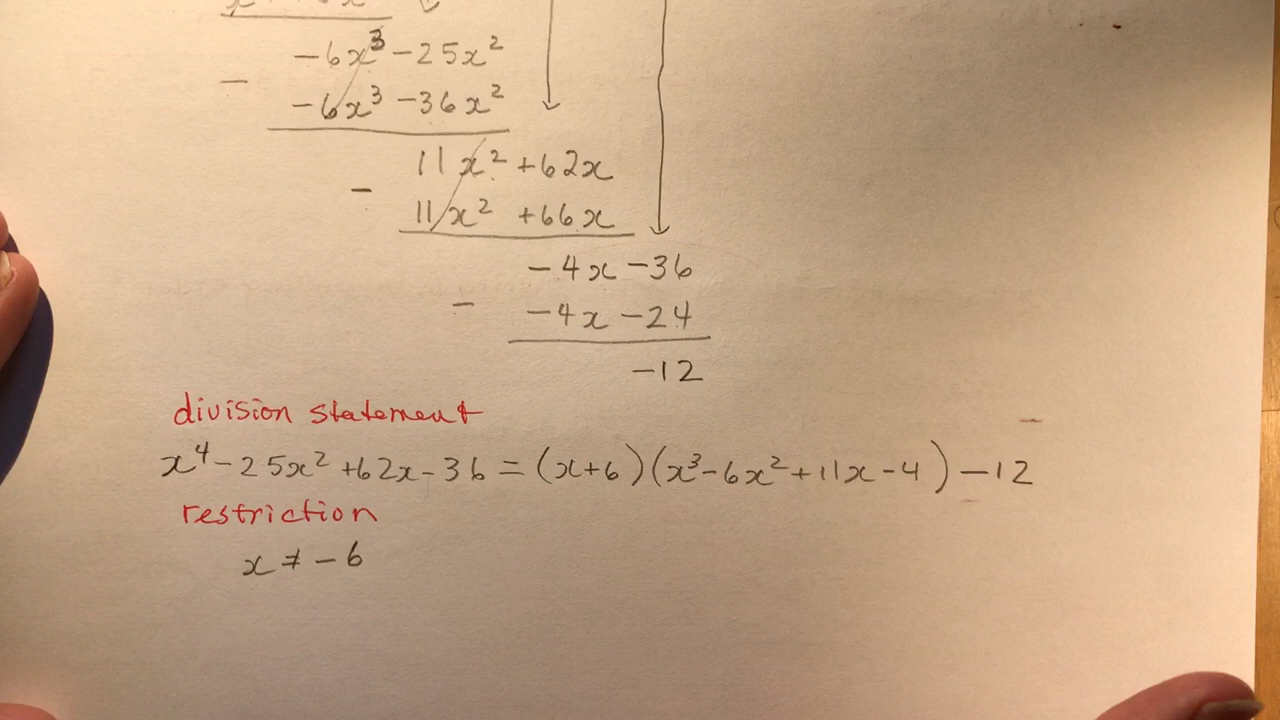 -6x³ -25x²
- -6x³ -36x²
11x² +62x
- 11x² +66x
-4x -36
- -4x -24
-12
division statement
x⁴ -25x² +62x -36 = (x+6)(x³-6x²+11x-4) -12
restriction
x ≠ -6